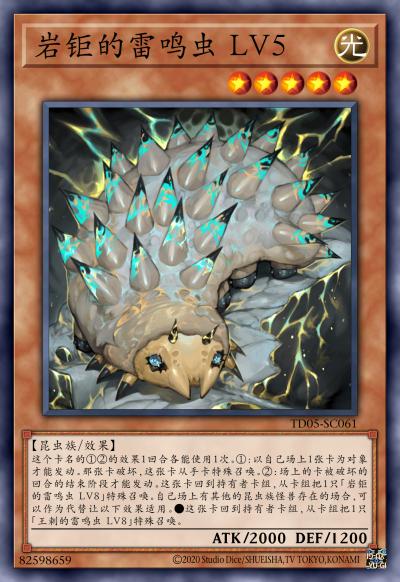 岩钜的雷鸣虫 LV5
光
TD05-SC061
【昆虫族/效果】
这个卡名的①②的效果1回合各能使用1次。①:以自己场上1张卡为对象
才能发动。那张卡破坏,这张卡从手卡特殊召唤。②:场上的卡被破坏的
回合的结束阶段才能发动。这张卡回到持有者卡组,从卡组把1只「岩钜
的雷鸣虫 LV8」特殊召唤。自己场上有其他的昆虫族怪兽存在的场合,可
以作为代替让以下效果适用。●这张卡回到持有者卡组,从卡组把1只
「王刺的雷鸣虫 LV8」特殊召唤。
ATK/2000 DEF/1200
82598659
©2020 Studio Dice/SHUEISHA,TV TOKYO,KONAMI